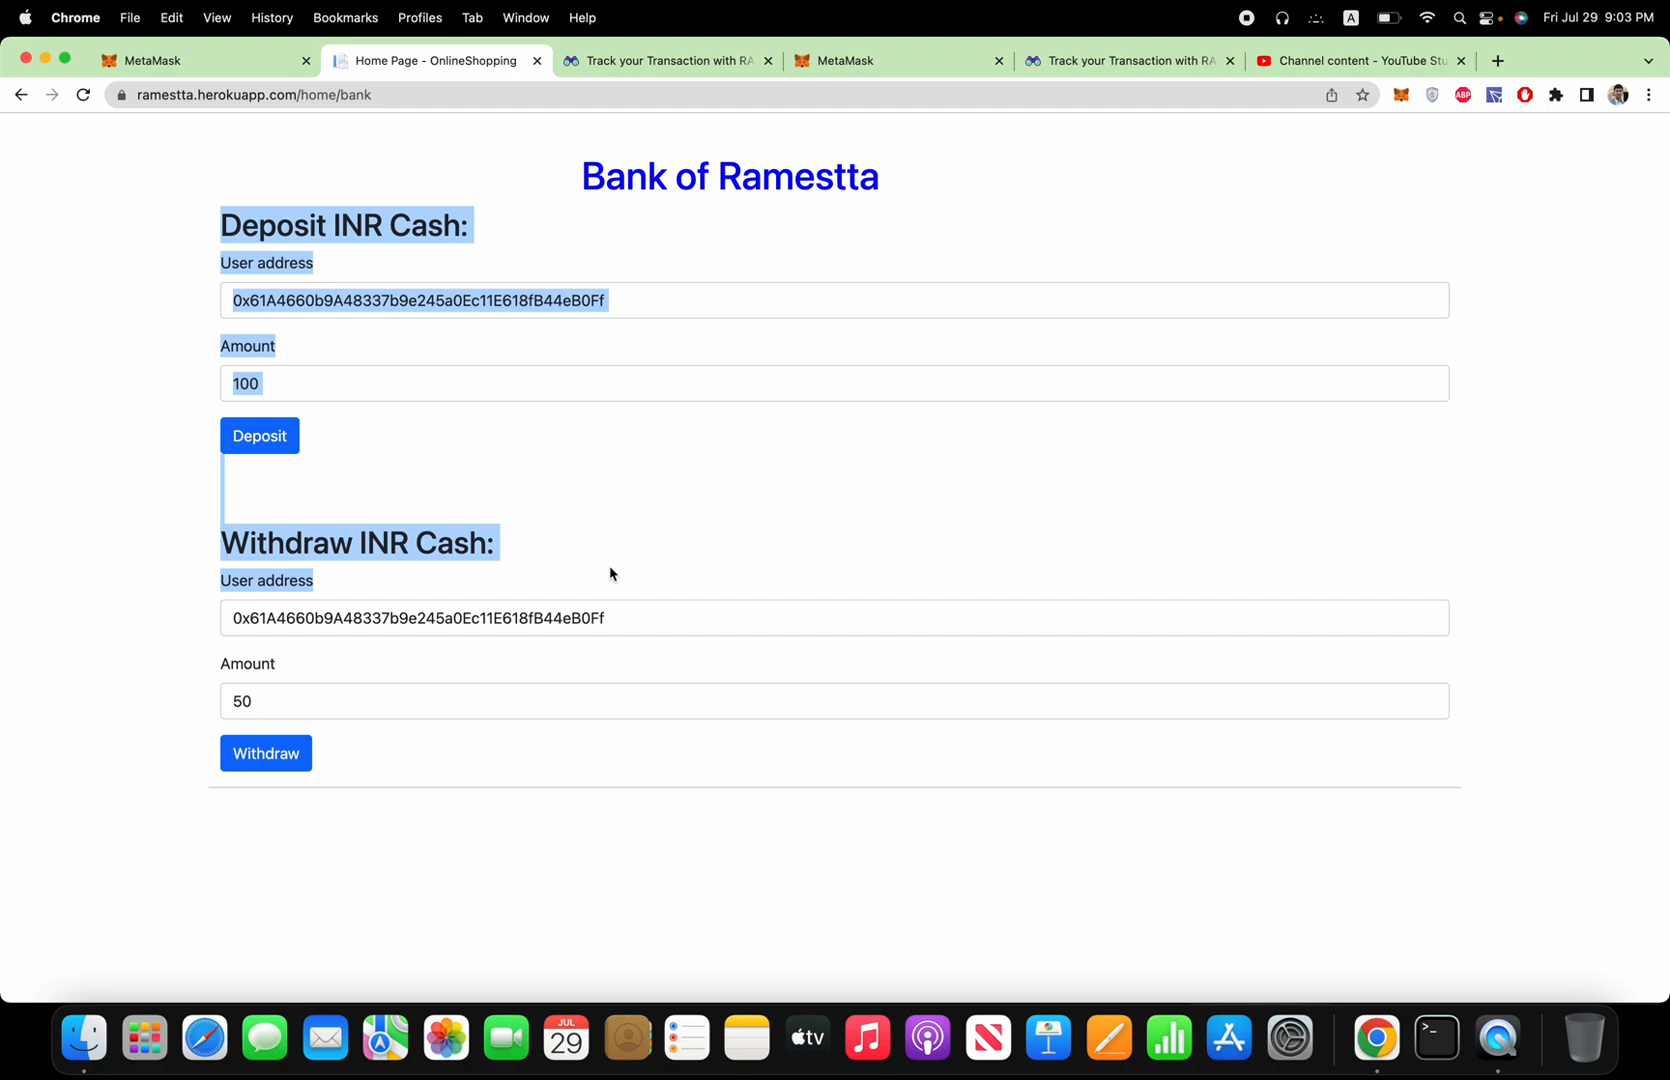 Chrome File Edit View History Bookmarks Profiles Tab Window Help A Fri Jul 29 9:03 PM
MetaMask Home Page - OnlineShopping Track your Transaction with RA MetaMask Track your Transaction with RA Channel content - YouTube Stu
ramestta.herokuapp.com/home/bank ABP
Bank of Ramestta
Deposit INR Cash:
User address
0x61A4660b9A48337b9e245a0Ec11E618fB44eB0Ff
Amount
100
Deposit
Withdraw INR Cash:
User address
0x61A4660b9A48337b9e245a0Ec11E618fB44eB0Ff
Amount
50
Withdraw
JUL
29
tv